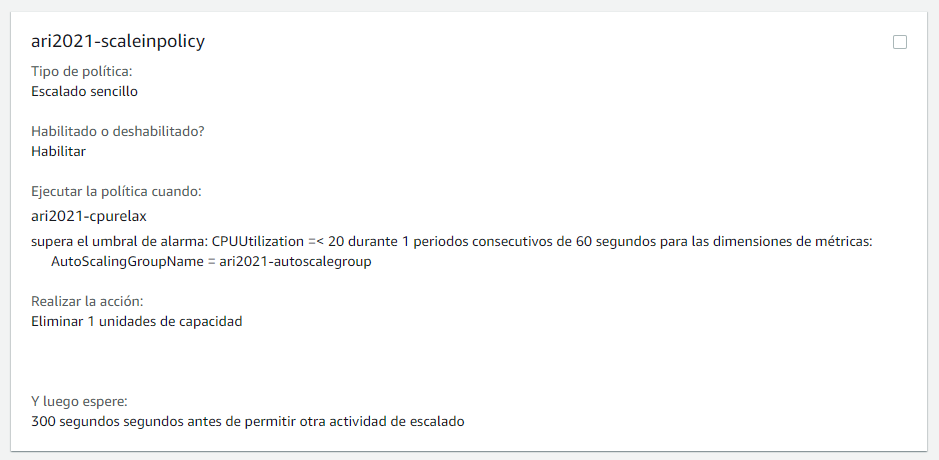 ari2021-scaleinpolicy
Tipo de política:
Escalado sencillo
Habilitado o deshabilitado?
Habilitar
Ejecutar la política cuando:
ari2021-cpurelax
supera el umbral de alarma: CPUUtilization =< 20 durante 1 periodos consecutivos de 60 segundos para las dimensiones de métricas:
AutoScalingGroupName = ari2021-autoscalegroup
Realizar la acción:
Eliminar 1 unidades de capacidad
Y luego espere:
300 segundos segundos antes de permitir otra actividad de escalado